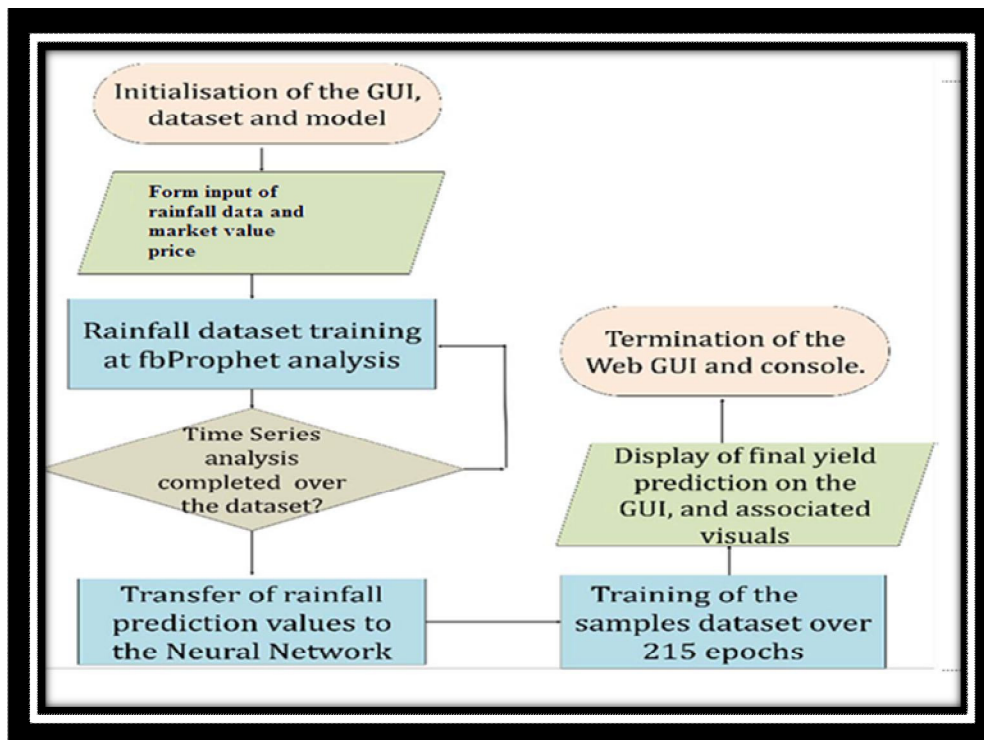 Initialisation of the GUI,
dataset and model
Form input of
rainfall data and
market value
price
Rainfall dataset training
at fbProphet analysis
Time Series
analysis
completed over
the dataset?
Transfer of rainfall
prediction values to
the Neural Network
Training of the
samples dataset over
215 epochs
Display of final yield
prediction on the
GUI, and associated
visuals
Termination of the
Web GUI and console.